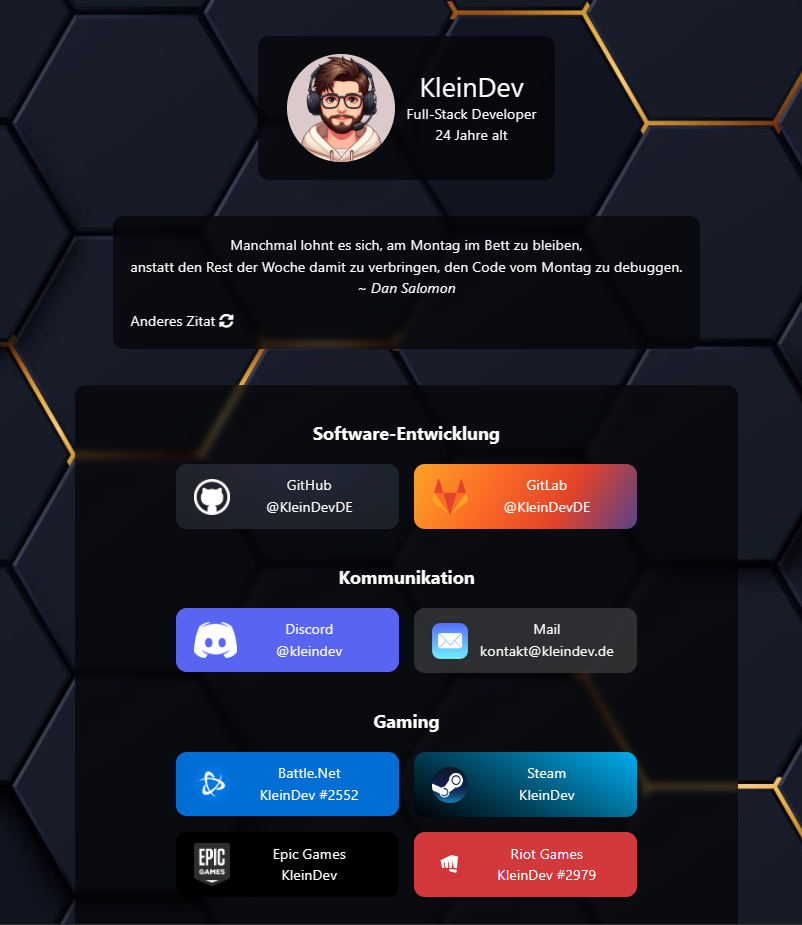 KleinDev
Full-Stack Developer
24 Jahre alt
Manchmal lohnt es sich, am Montag im Bett zu bleiben,
anstatt den Rest der Woche damit zu verbringen, den Code vom Montag zu debuggen.
~ Dan Salomon
Anderes Zitat
Software-Entwicklung
GitHub
@KleinDevDE
GitLab
@KleinDevDE
Kommunikation
Discord
@kleindev
Mail
kontakt@kleindev.de
Gaming
Battle.Net
KleinDev #2552
Steam
KleinDev
EPIC
GAMES
Epic Games
KleinDev
Riot Games
KleinDev #2979